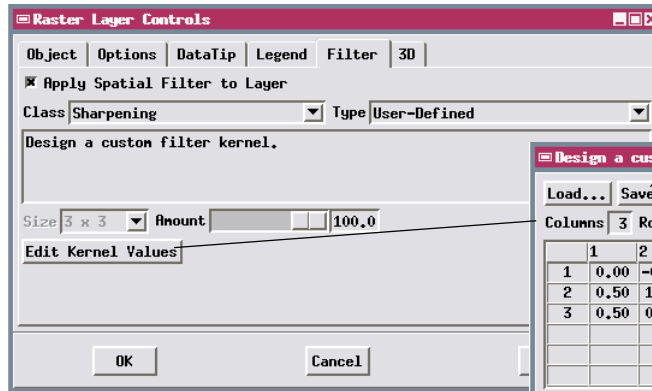 Raster Layer Controls
Object Options DataTip Legend Filter 3D
Apply Spatial Filter to Layer
Class Sharpening Type User-Defined
Design a custom filter kernel.
Size 3 x 3 Amount 100.0
Edit Kernel Values
OK Cancel
Design a
Load...
Columns 3
1 2
1 0.00
2 0.50
3 0.50